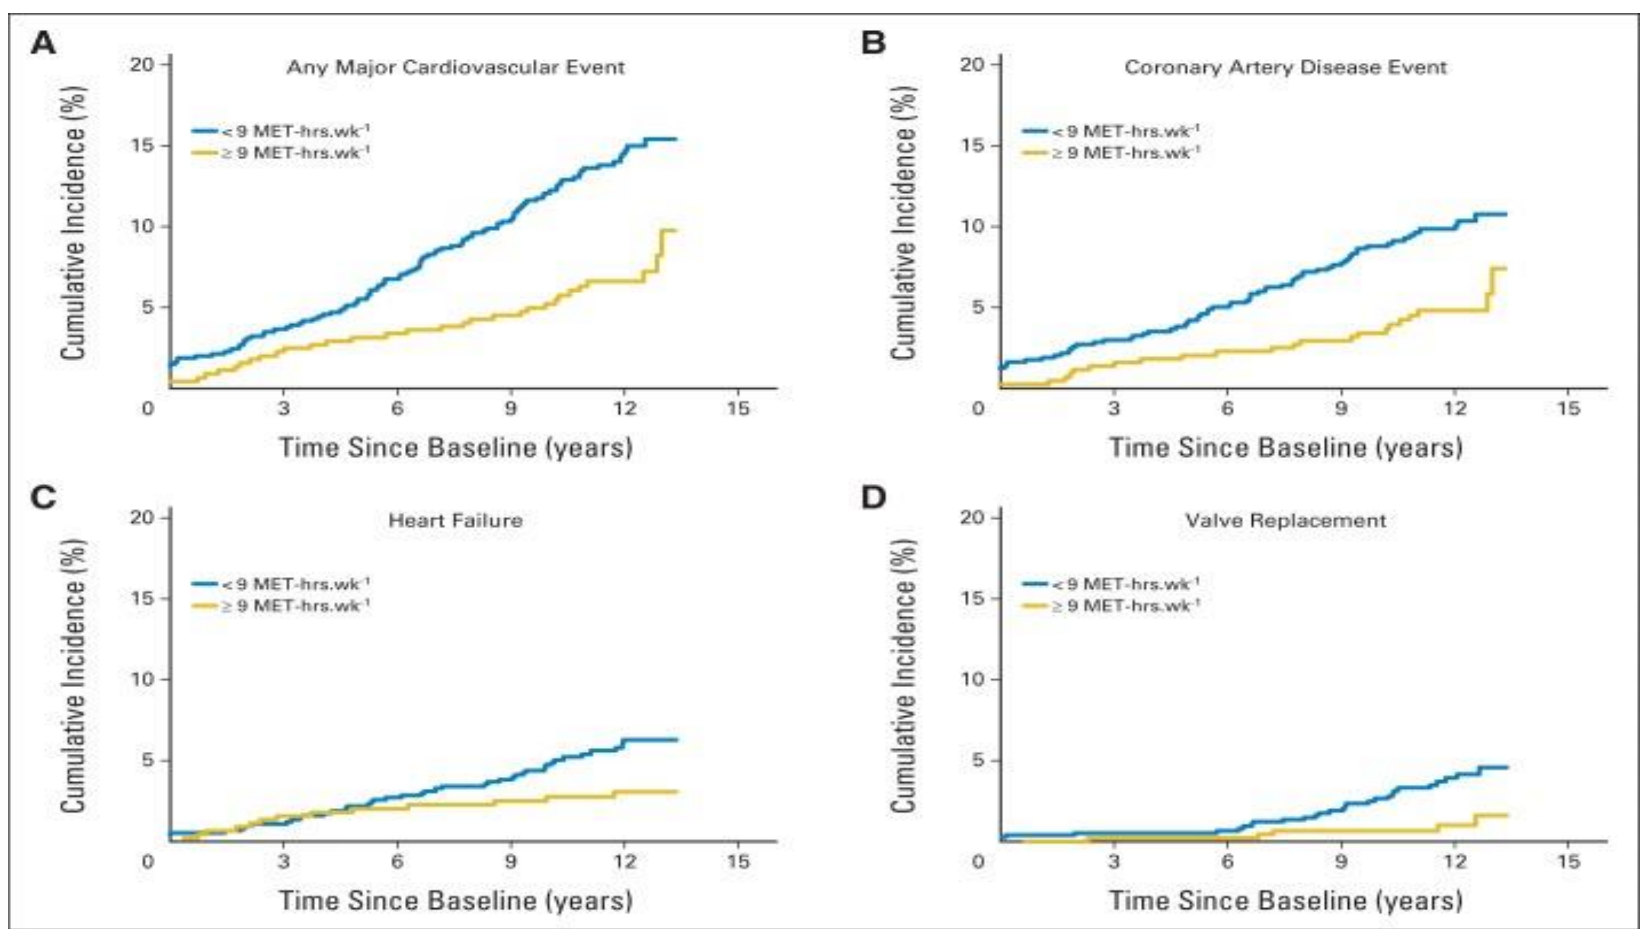 A
Any Major Cardiovascular Event
Cumulative Incidence (%)
20
15
10
5
< 9 MET-hrs.wk-1
≥ 9 MET-hrs.wk-1
0 3 6 9 12 15
Time Since Baseline (years)
B
Coronary Artery Disease Event
Cumulative Incidence (%)
20
15
10
5
< 9 MET-hrs.wk-1
≥ 9 MET-hrs.wk-1
0 3 6 9 12 15
Time Since Baseline (years)
C
Heart Failure
Cumulative Incidence (%)
20
15
10
5
< 9 MET-hrs.wk-1
≥ 9 MET-hrs.wk-1
0 3 6 9 12 15
Time Since Baseline (years)
D
Valve Replacement
Cumulative Incidence (%)
20
15
10
5
< 9 MET-hrs.wk-1
≥ 9 MET-hrs.wk-1
0 3 6 9 12 15
Time Since Baseline (years)